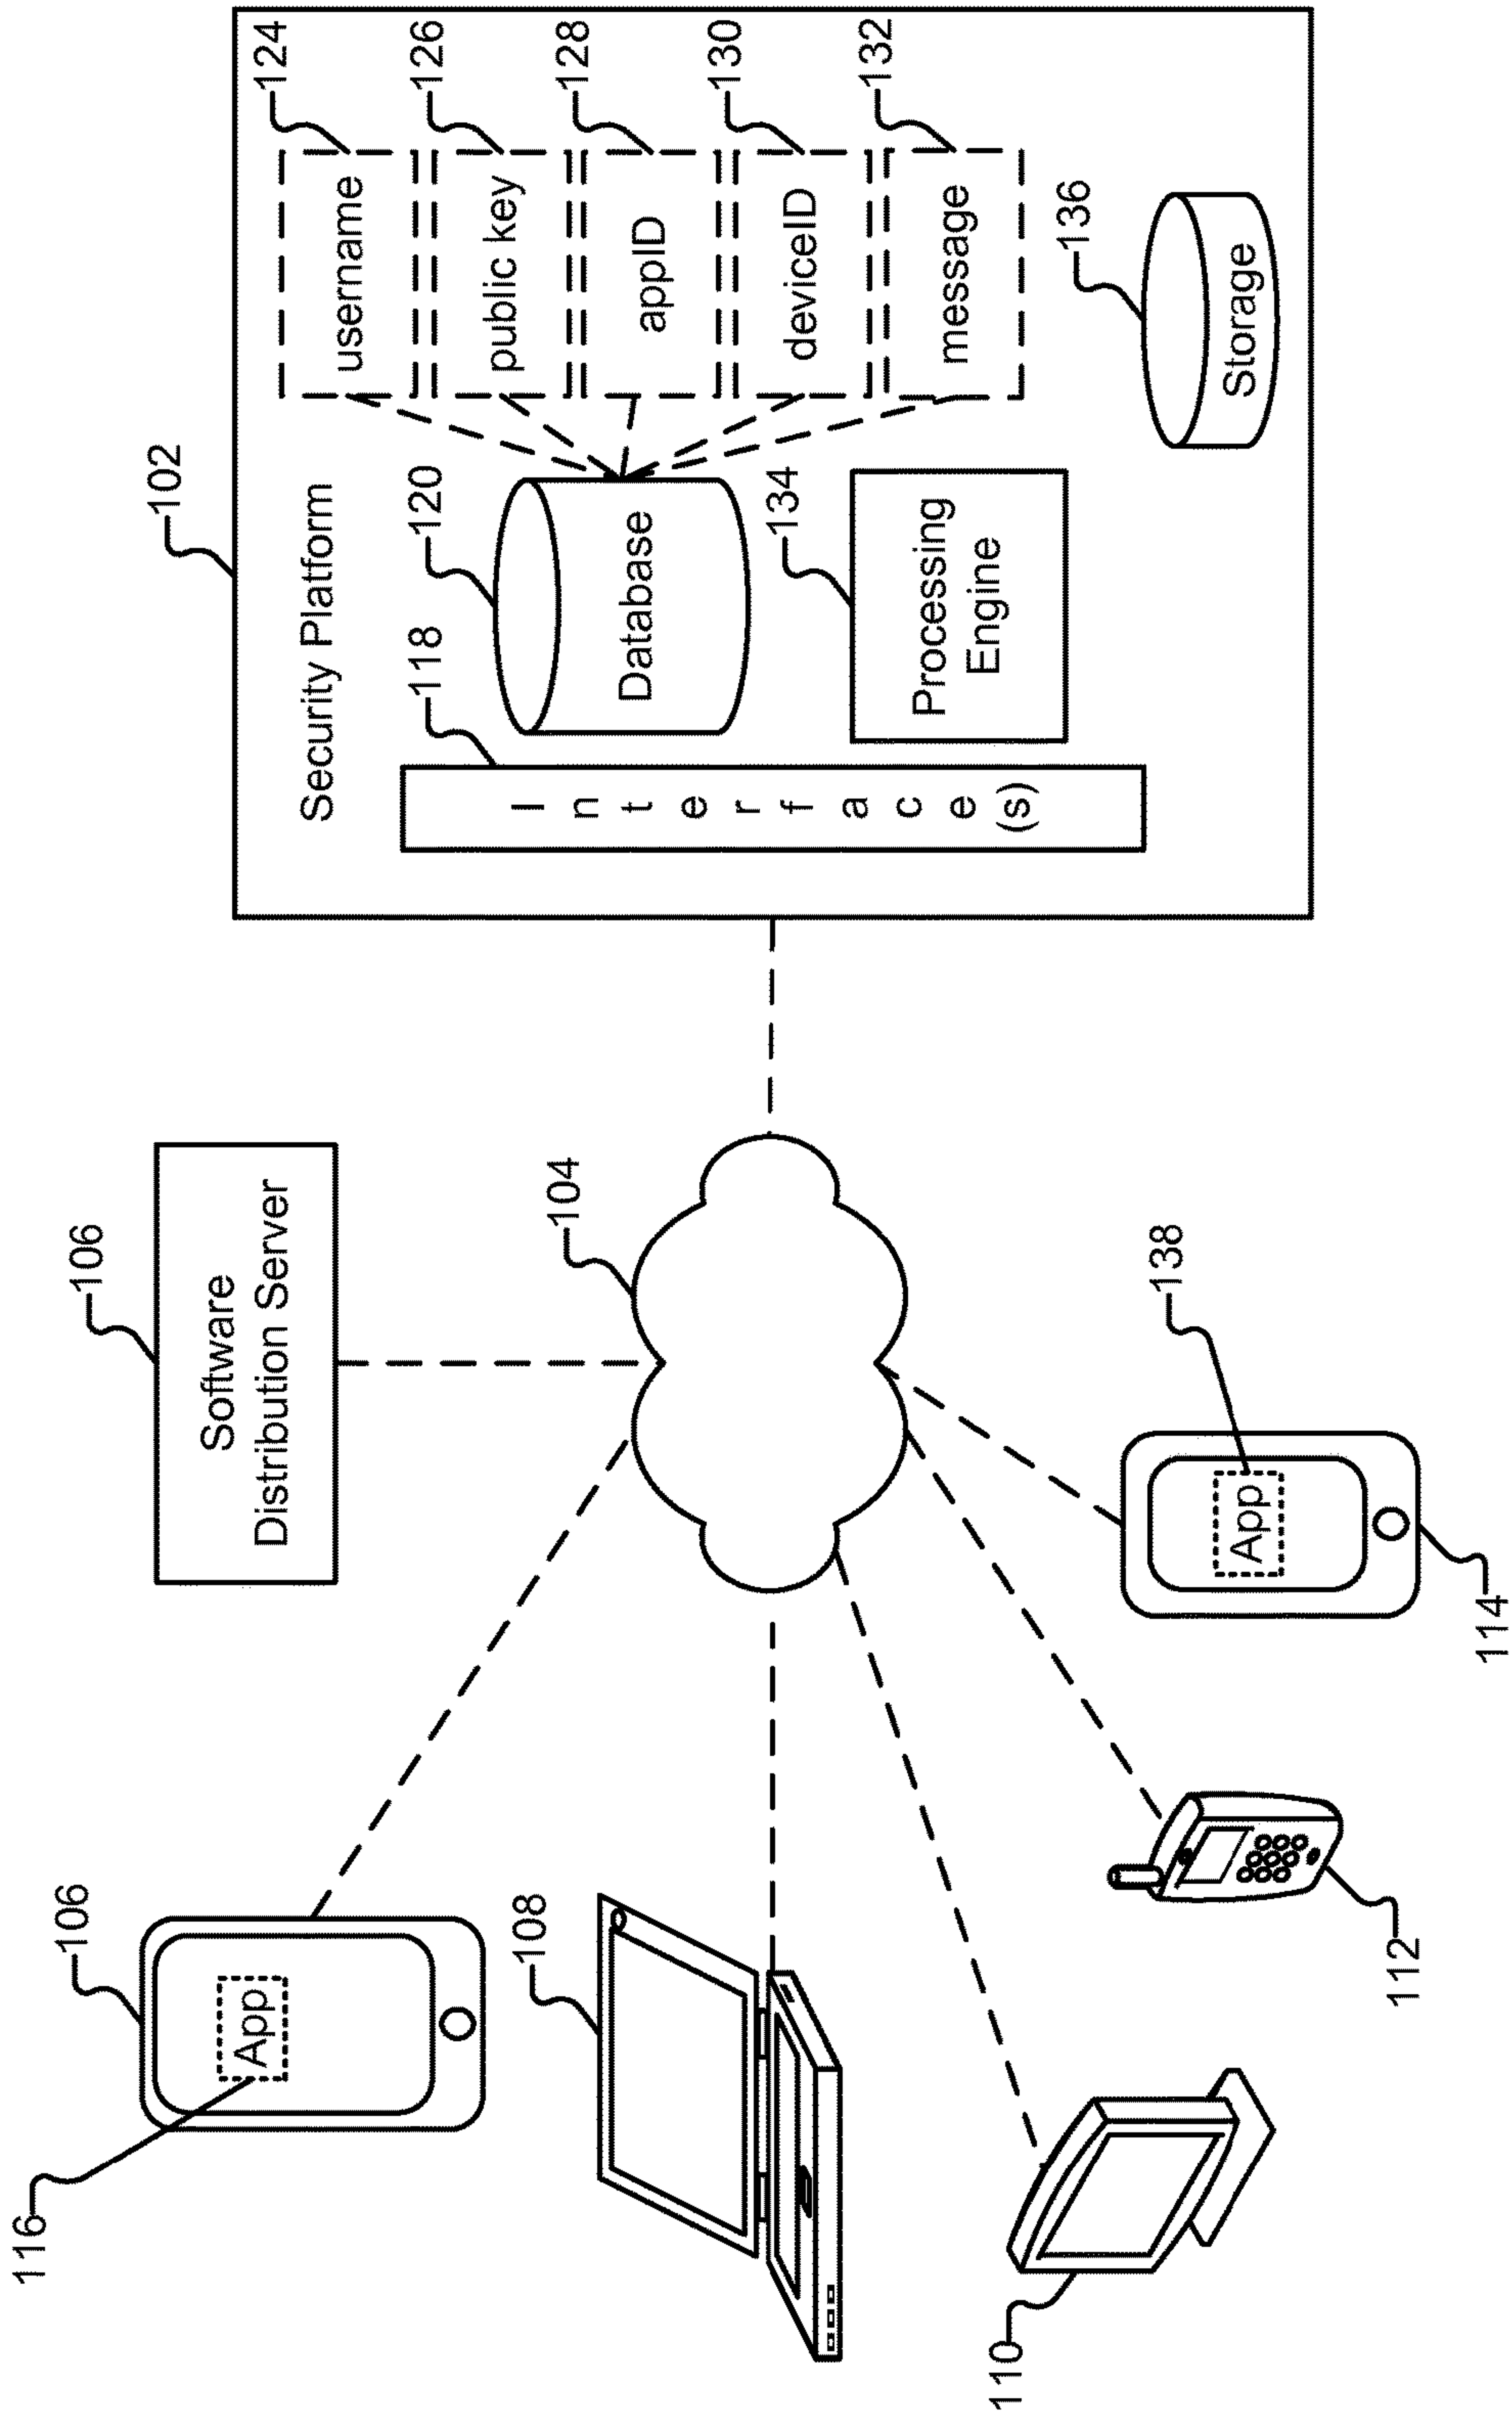 106
116
App
108
110
112
114
138
App
106
Software
Distribution Server
104
102
Security Platform
118
I
n
t
e
r
f
a
c
e
(s)
120
Database
134
Processing
Engine
124
username
126
public key
128
appID
130
deviceID
132
message
136
Storage